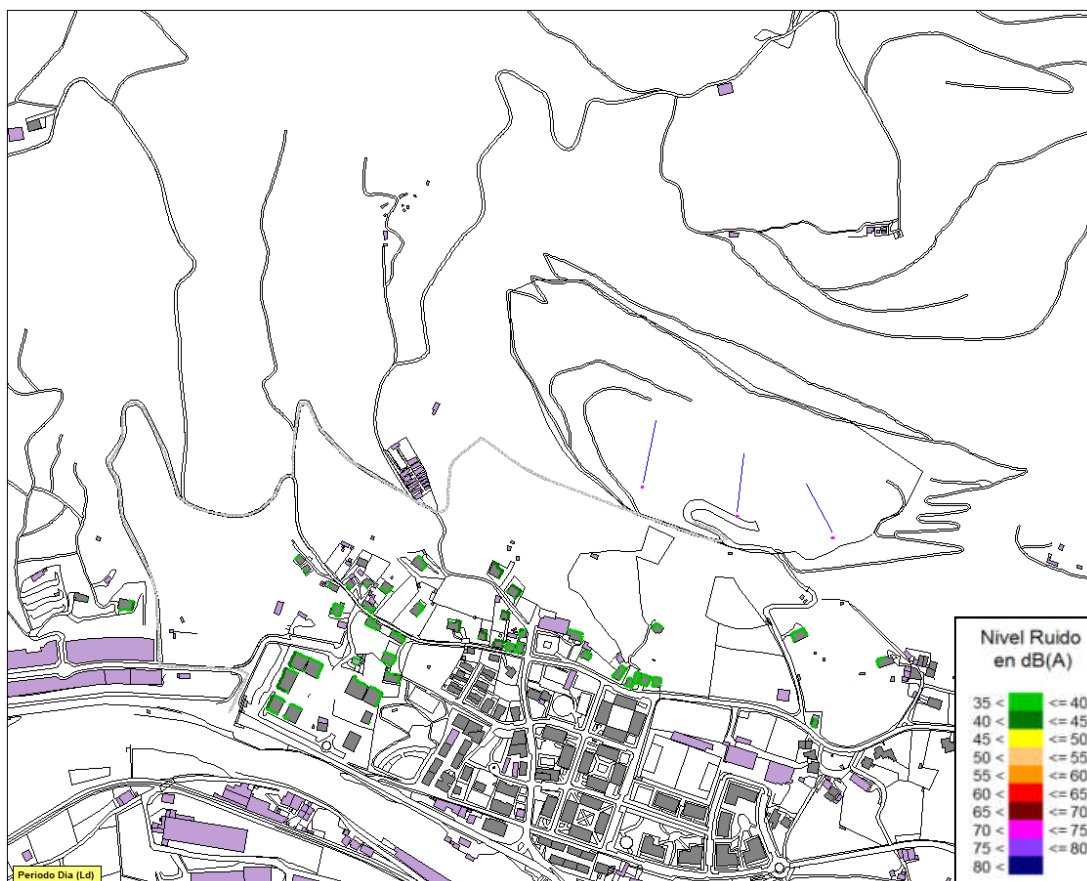 Nivel Ruido
en dB(A)
35 < <= 40
40 < <= 45
45 < <= 50
50 < <= 55
55 < <= 60
60 < <= 65
65 < <= 70
70 < <= 75
75 < <= 80
80 <
Periodo Dia (Ld)